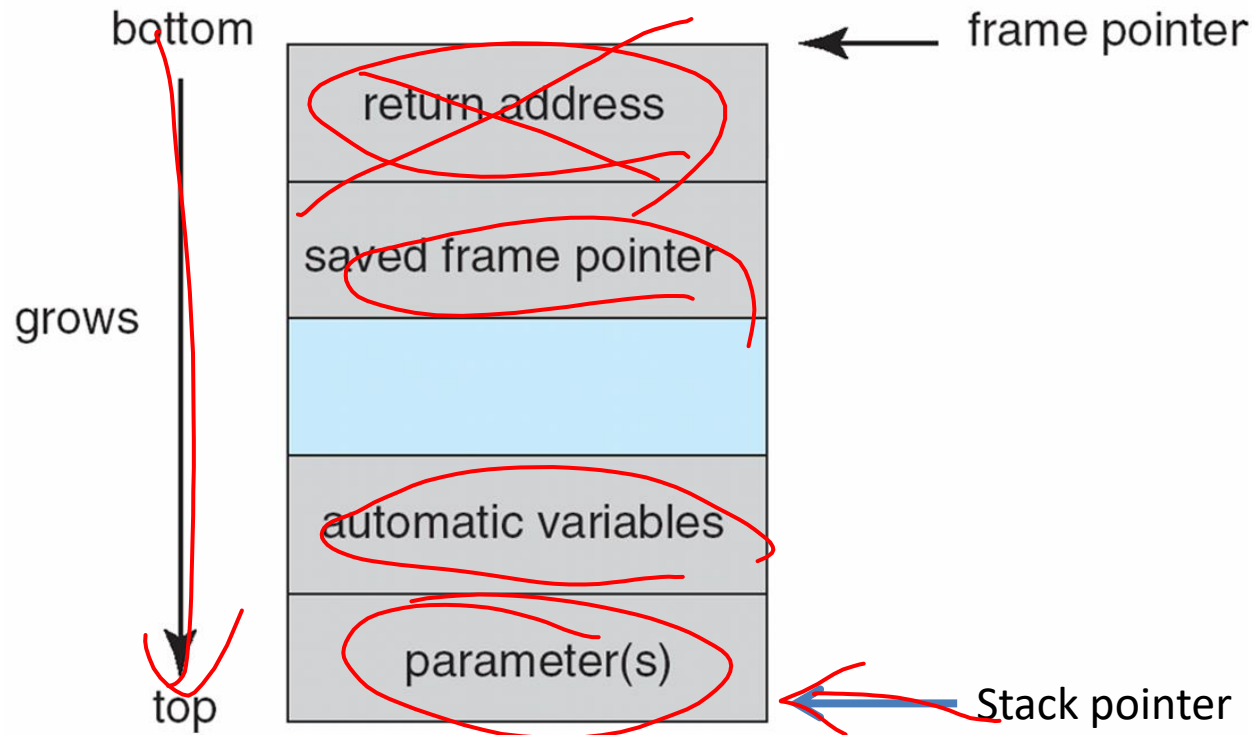 bottom
frame pointer
return address
saved frame pointer
grows
automatic variables
parameter(s)
top
Stack pointer